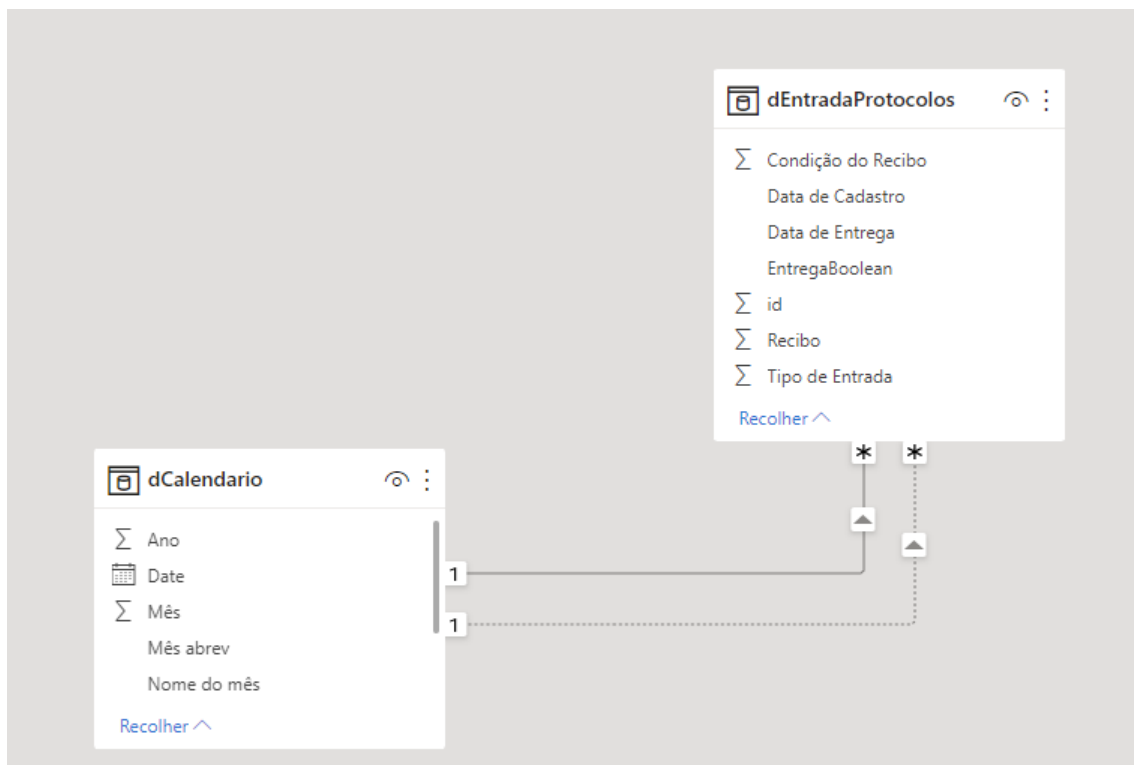 dEntradaProtocolos
Condição do Recibo
Data de Cadastro
Data de Entrega
EntregaBoolean
id
Recibo
Tipo de Entrada
Recolher
* *
dCalendario
Ano
Date
Mês
Mês abrev
Nome do mês
Recolher
1
1